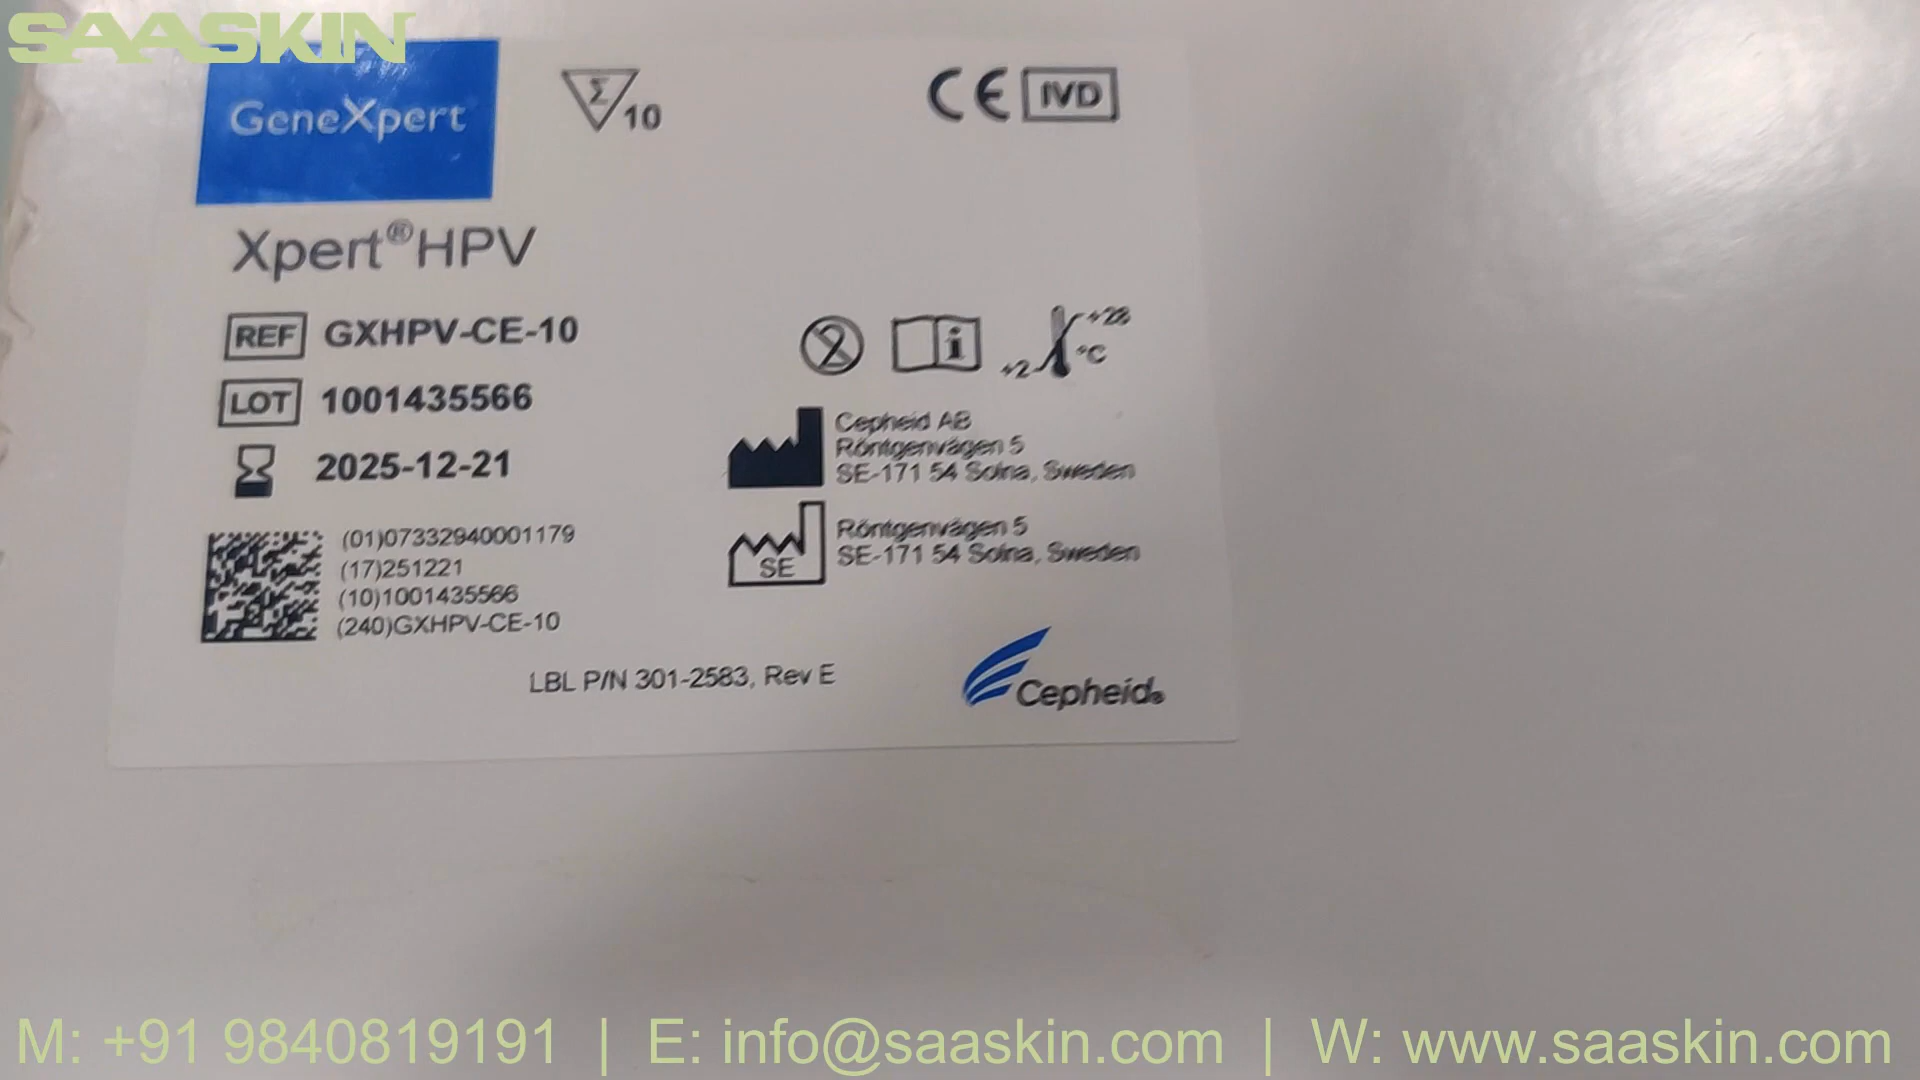 SAASKIN
GeneXpert
Σ 10
CE IVD
Xpert® HPV
REF GXHPV-CE-10
LOT 1001435566
2025-12-21
(01)07332940001179
(17)251221
(10)1001435566
(240)GXHPV-CE-10
2
i
+2 +28 °C
Cepheid AB
Röntgenvägen 5
SE-171 54 Solna, Sweden
SE
Röntgenvägen 5
SE-171 54 Solna, Sweden
LBL P/N 301-2583, Rev E
Cepheid®
M: +91 9840819191 | E: info@saaskin.com | W: www.saaskin.com